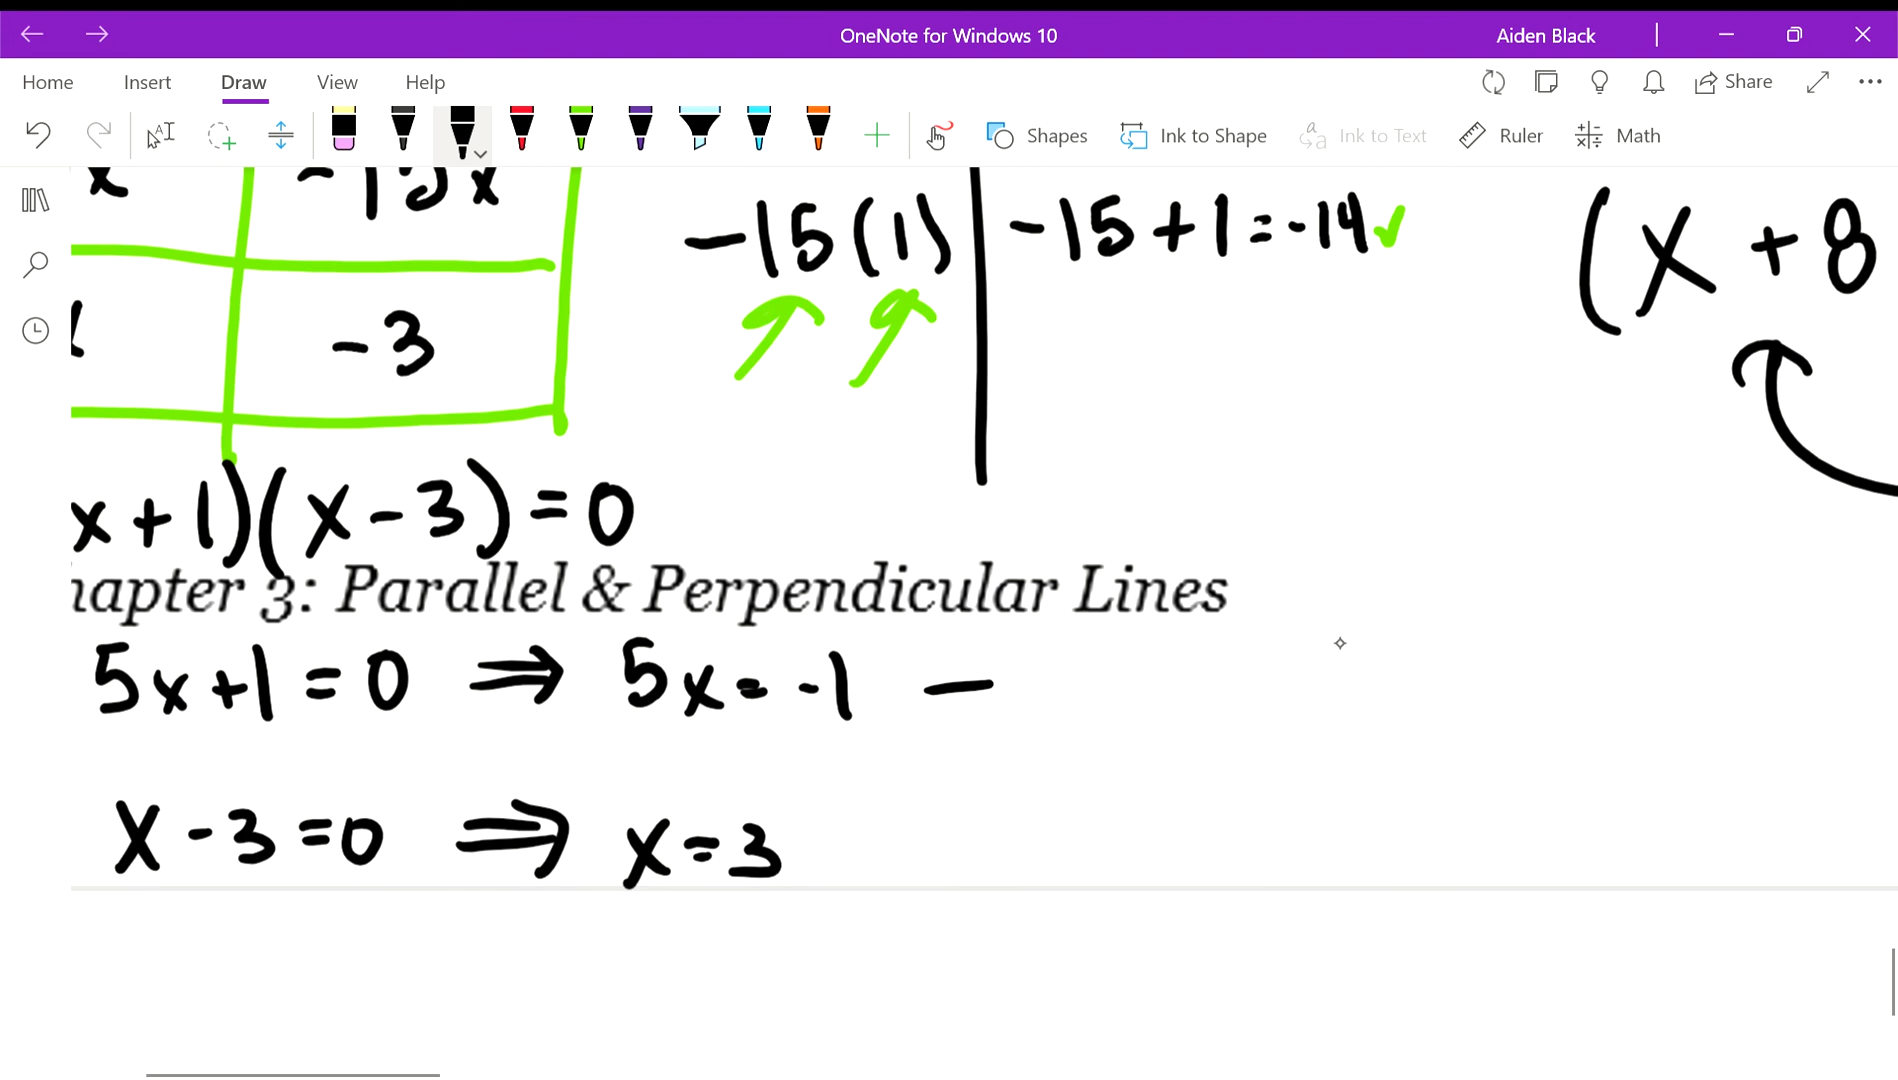 OneNote for Windows 10
Aiden Black
Home Insert Draw View Help
Share
Shapes Ink to Shape Ink to Text Ruler Math
x
-15x
-15(1)
-15+1=-14✓
(x+8
-3
x+1)(x-3)=0
hapter 3: Parallel & Perpendicular Lines
5x+1=0 ⇒ 5x=-1 —
x-3=0 ⇒ x=3